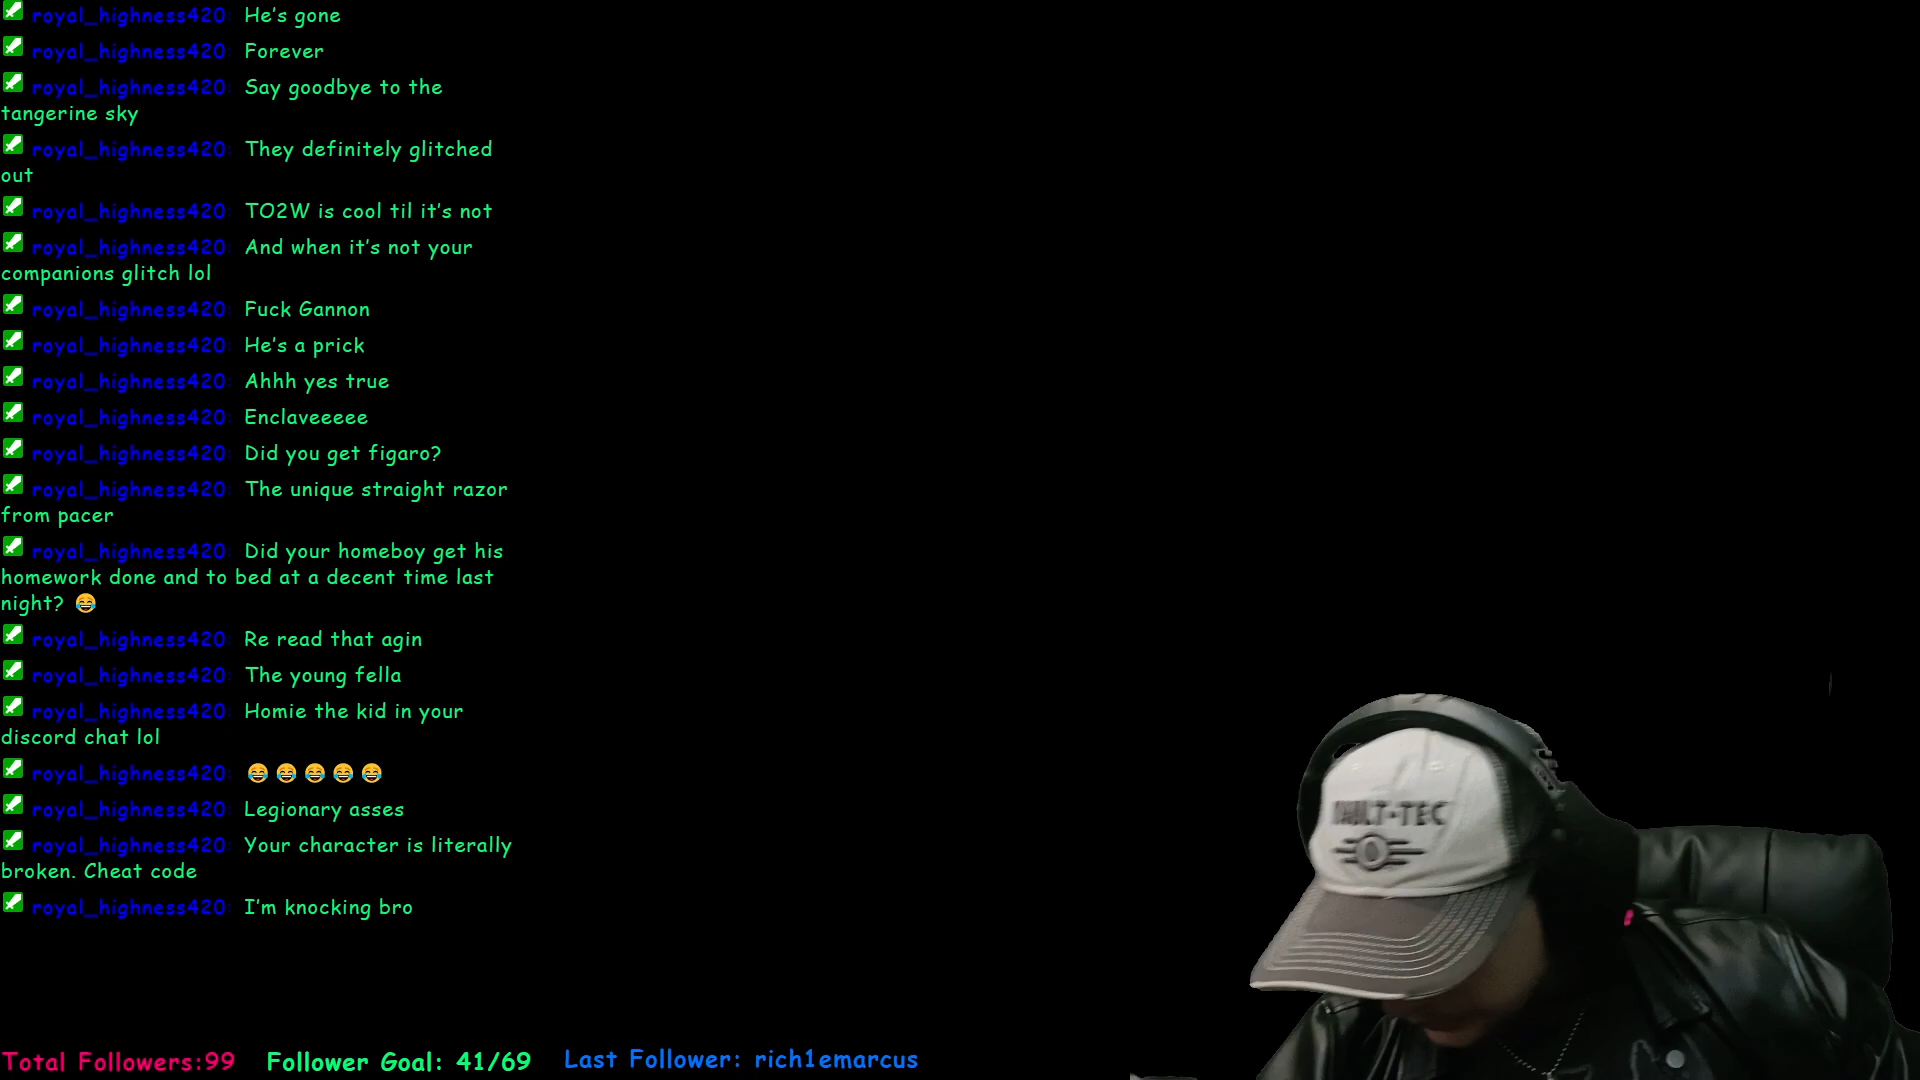 royal_highness420: He's gone
royal_highness420: Forever
royal_highness420: Say goodbye to the
tangerine sky
royal_highness420: They definitely glitched
out
royal_highness420: TO2W is cool til it's not
royal_highness420: And when it's not your
companions glitch lol
royal_highness420: Fuck Gannon
royal_highness420: He's a prick
royal_highness420: Ahhh yes true
royal_highness420: Enclaveeeee
royal_highness420: Did you get figaro?
royal_highness420: The unique straight razor
from pacer
royal_highness420: Did your homeboy get his
homework done and to bed at a decent time last
night? 😂
royal_highness420: Re read that agin
royal_highness420: The young fella
royal_highness420: Homie the kid in your
discord chat lol
royal_highness420: 😂 😂 😂 😂 😂
royal_highness420: Legionary asses
royal_highness420: Your character is literally
broken. Cheat code
royal_highness420: I'm knocking bro
VAULT-TEC
Total Followers:99 Follower Goal: 41/69 Last Follower: rich1emarcus